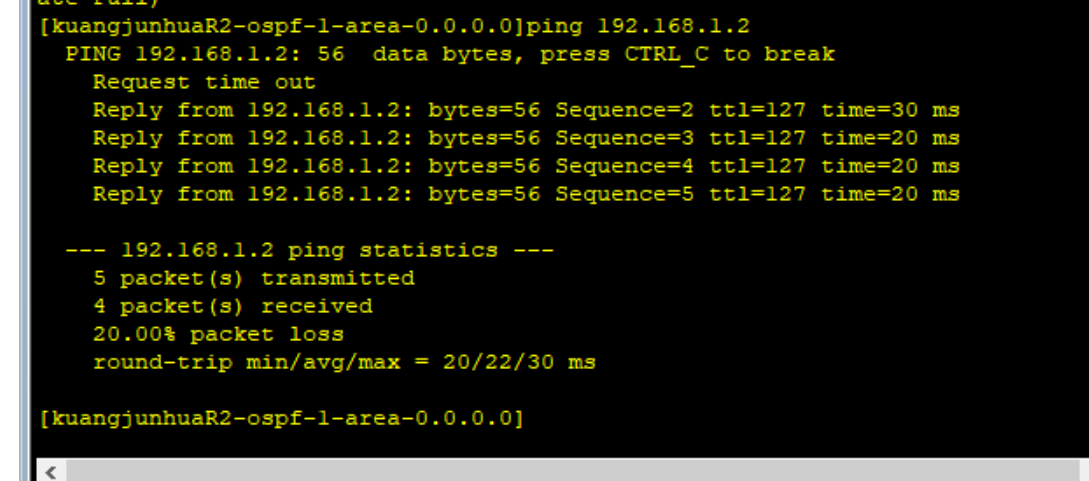 [kuangjunhuaR2-ospf-1-area-0.0.0.0]ping 192.168.1.2
  PING 192.168.1.2: 56  data bytes, press CTRL_C to break
    Request time out
    Reply from 192.168.1.2: bytes=56 Sequence=2 ttl=127 time=30 ms
    Reply from 192.168.1.2: bytes=56 Sequence=3 ttl=127 time=20 ms
    Reply from 192.168.1.2: bytes=56 Sequence=4 ttl=127 time=20 ms
    Reply from 192.168.1.2: bytes=56 Sequence=5 ttl=127 time=20 ms

  --- 192.168.1.2 ping statistics ---
    5 packet(s) transmitted
    4 packet(s) received
    20.00% packet loss
    round-trip min/avg/max = 20/22/30 ms

[kuangjunhuaR2-ospf-1-area-0.0.0.0]